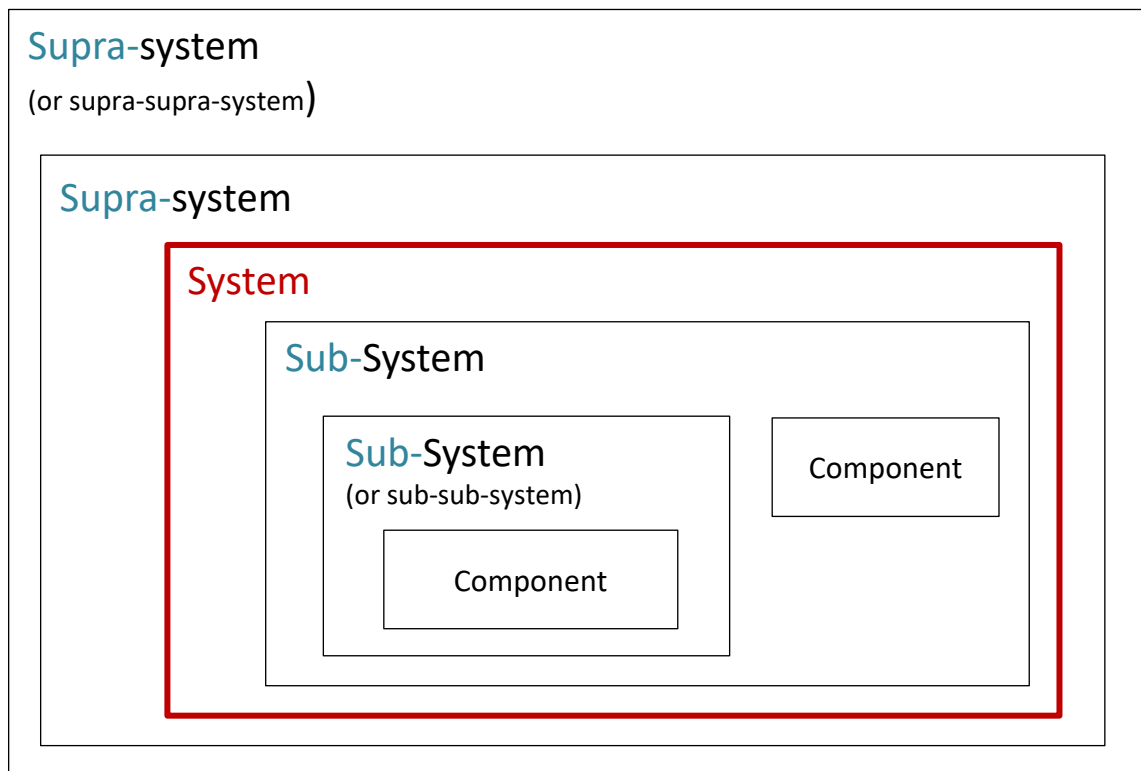 Supra-system
(or supra-supra-system)
Supra-system
System
Sub-System
Sub-System
(or sub-sub-system)
Component
Component